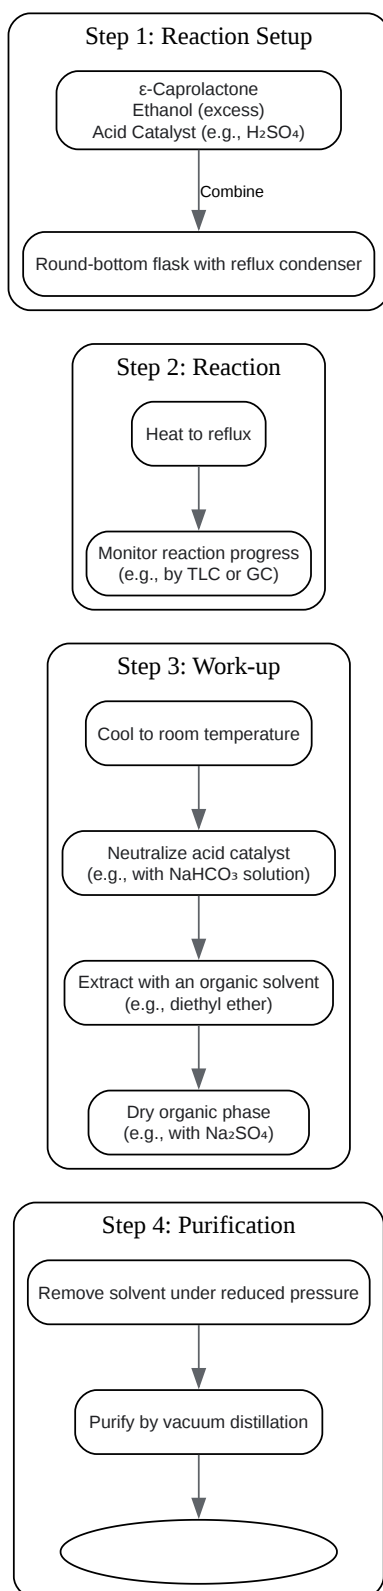 Step 1: Reaction Setup
ε-Caprolactone
Ethanol (excess)
Acid Catalyst (e.g., H₂SO₄)
Combine
Round-bottom flask with reflux condenser
Step 2: Reaction
Heat to reflux
Monitor reaction progress
(e.g., by TLC or GC)
Step 3: Work-up
Cool to room temperature
Neutralize acid catalyst
(e.g., with NaHCO₃ solution)
Extract with an organic solvent
(e.g., diethyl ether)
Dry organic phase
(e.g., with Na₂SO₄)
Step 4: Purification
Remove solvent under reduced pressure
Purify by vacuum distillation